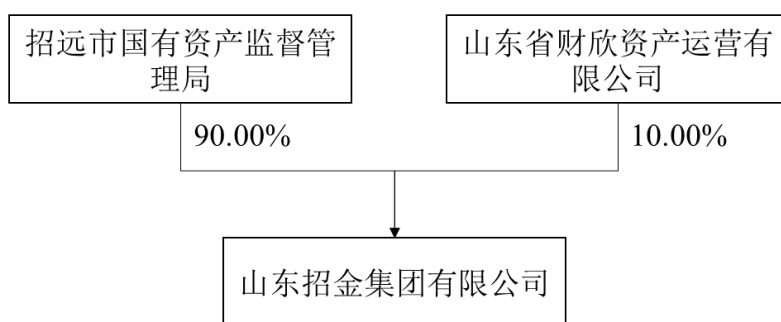 招远市国有资产监督管
理局
山东省财欣资产运营有
限公司
90.00%
10.00%
山东招金集团有限公司